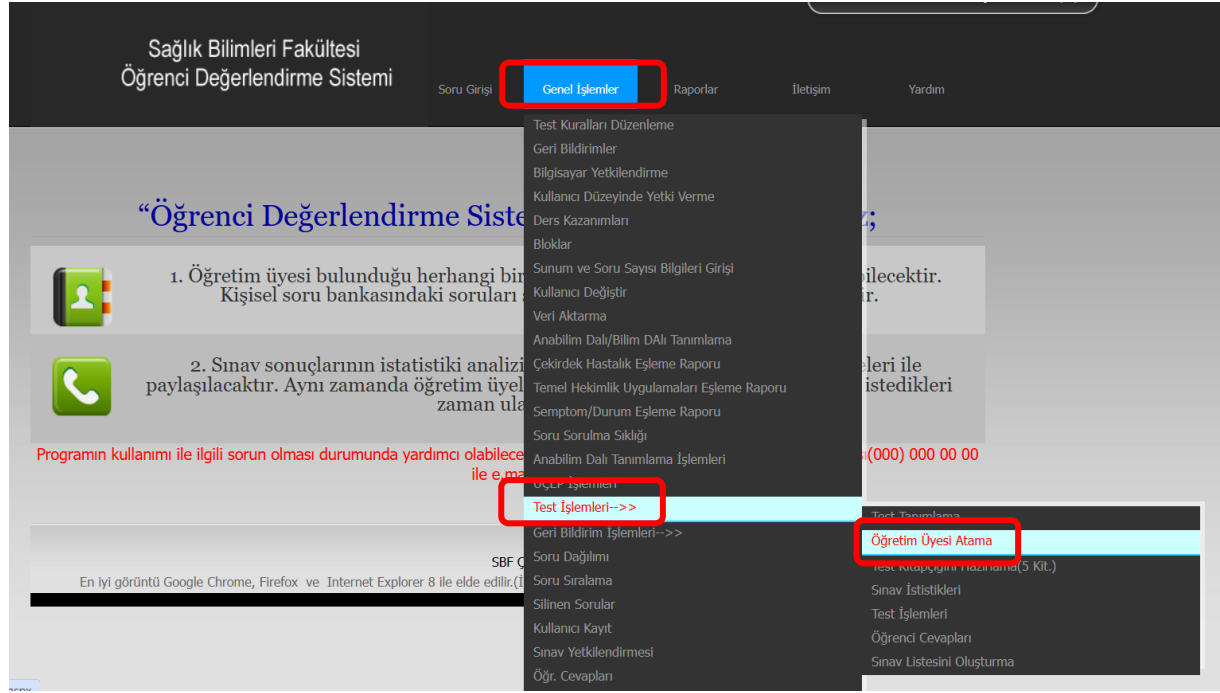 Sağlık Bilimleri Fakültesi
Öğrenci Değerlendirme Sistemi
Soru Girişi
Genel İşlemler
Raporlar
İletişim
Yardım
Test Kuralları Düzenleme
Geri Bildirimler
Bilgisayar Yetkilendirme
Kullanıcı Düzeyinde Yetki Verme
Ders Kazanımları
Bloklar
Sunum ve Soru Sayısı Bilgileri Girişi
Kullanıcı Değiştir
Veri Aktarma
Anabilim Dalı/Bilim DAlı Tanımlama
Çekirdek Hastalık Eşleme Raporu
Temel Hekimlik Uygulamaları Eşleme Raporu
Semptom/Durum Eşleme Raporu
Soru Sorulma Sıklığı
Anabilim Dalı Tanımlama İşlemleri
UÇEP İşlemleri
Test İşlemleri-->>
Geri Bildirim İşlemleri-->>
Soru Dağılımı
Soru Sıralama
Silinen Sorular
Kullanıcı Kayıt
Sınav Yetkilendirmesi
Öğr. Cevapları
Test Tanımlama
Öğretim Üyesi Atama
Test Kitapçığını Hazırlama(5 Kit.)
Sınav İstistikleri
Test İşlemleri
Öğrenci Cevapları
Sınav Listesini Oluşturma
“Öğrenci Değerlendirme Siste
1. Öğretim üyesi bulunduğu herhangi bir
Kişisel soru bankasındaki soruları
2. Sınav sonuçlarının istatistiki analizi
eleri ile
paylaşılacaktır. Aynı zamanda öğretim üyel
istedikleri
zaman ula
Programın kullanımı ile ilgili sorun olması durumunda yardımcı olabilece
(000) 000 00 00
ile e.ma
SBF Ç
En iyi görüntü Google Chrome, Firefox ve Internet Explorer 8 ile elde edilir.(İ